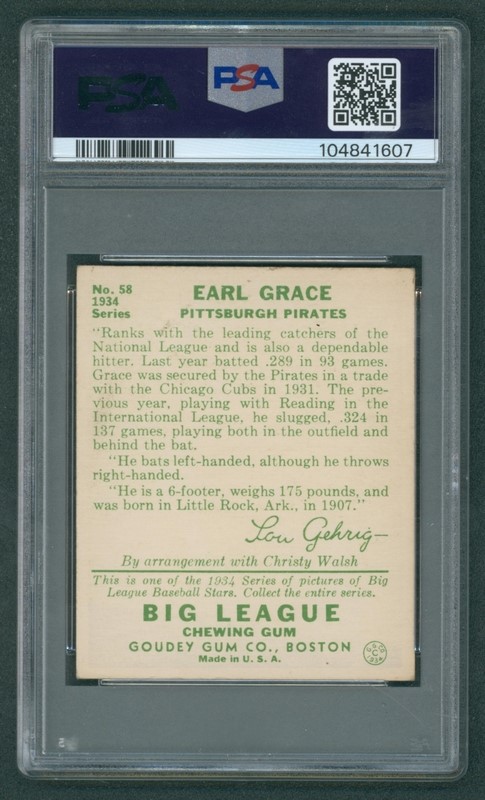 PSA
PSA
104841607
No. 58
1934
Series
EARL GRACE
PITTSBURGH PIRATES
"Ranks with the leading catchers of the
National League and is also a dependable
hitter. Last year batted .289 in 93 games.
Grace was secured by the Pirates in a trade
with the Chicago Cubs in 1931. The pre-
vious year, playing with Reading in the
International League, he slugged, .324 in
137 games, playing both in the outfield and
behind the bat.
"He bats left-handed, although he throws
right-handed.
"He is a 6-footer, weighs 175 pounds, and
was born in Little Rock, Ark., in 1907."
Lou Gehrig
By arrangement with Christy Walsh
This is one of the 1934 Series of pictures of Big
League Baseball Stars. Collect the entire series.
BIG LEAGUE
CHEWING GUM
GOUDEY GUM CO., BOSTON
Made in U. S. A.